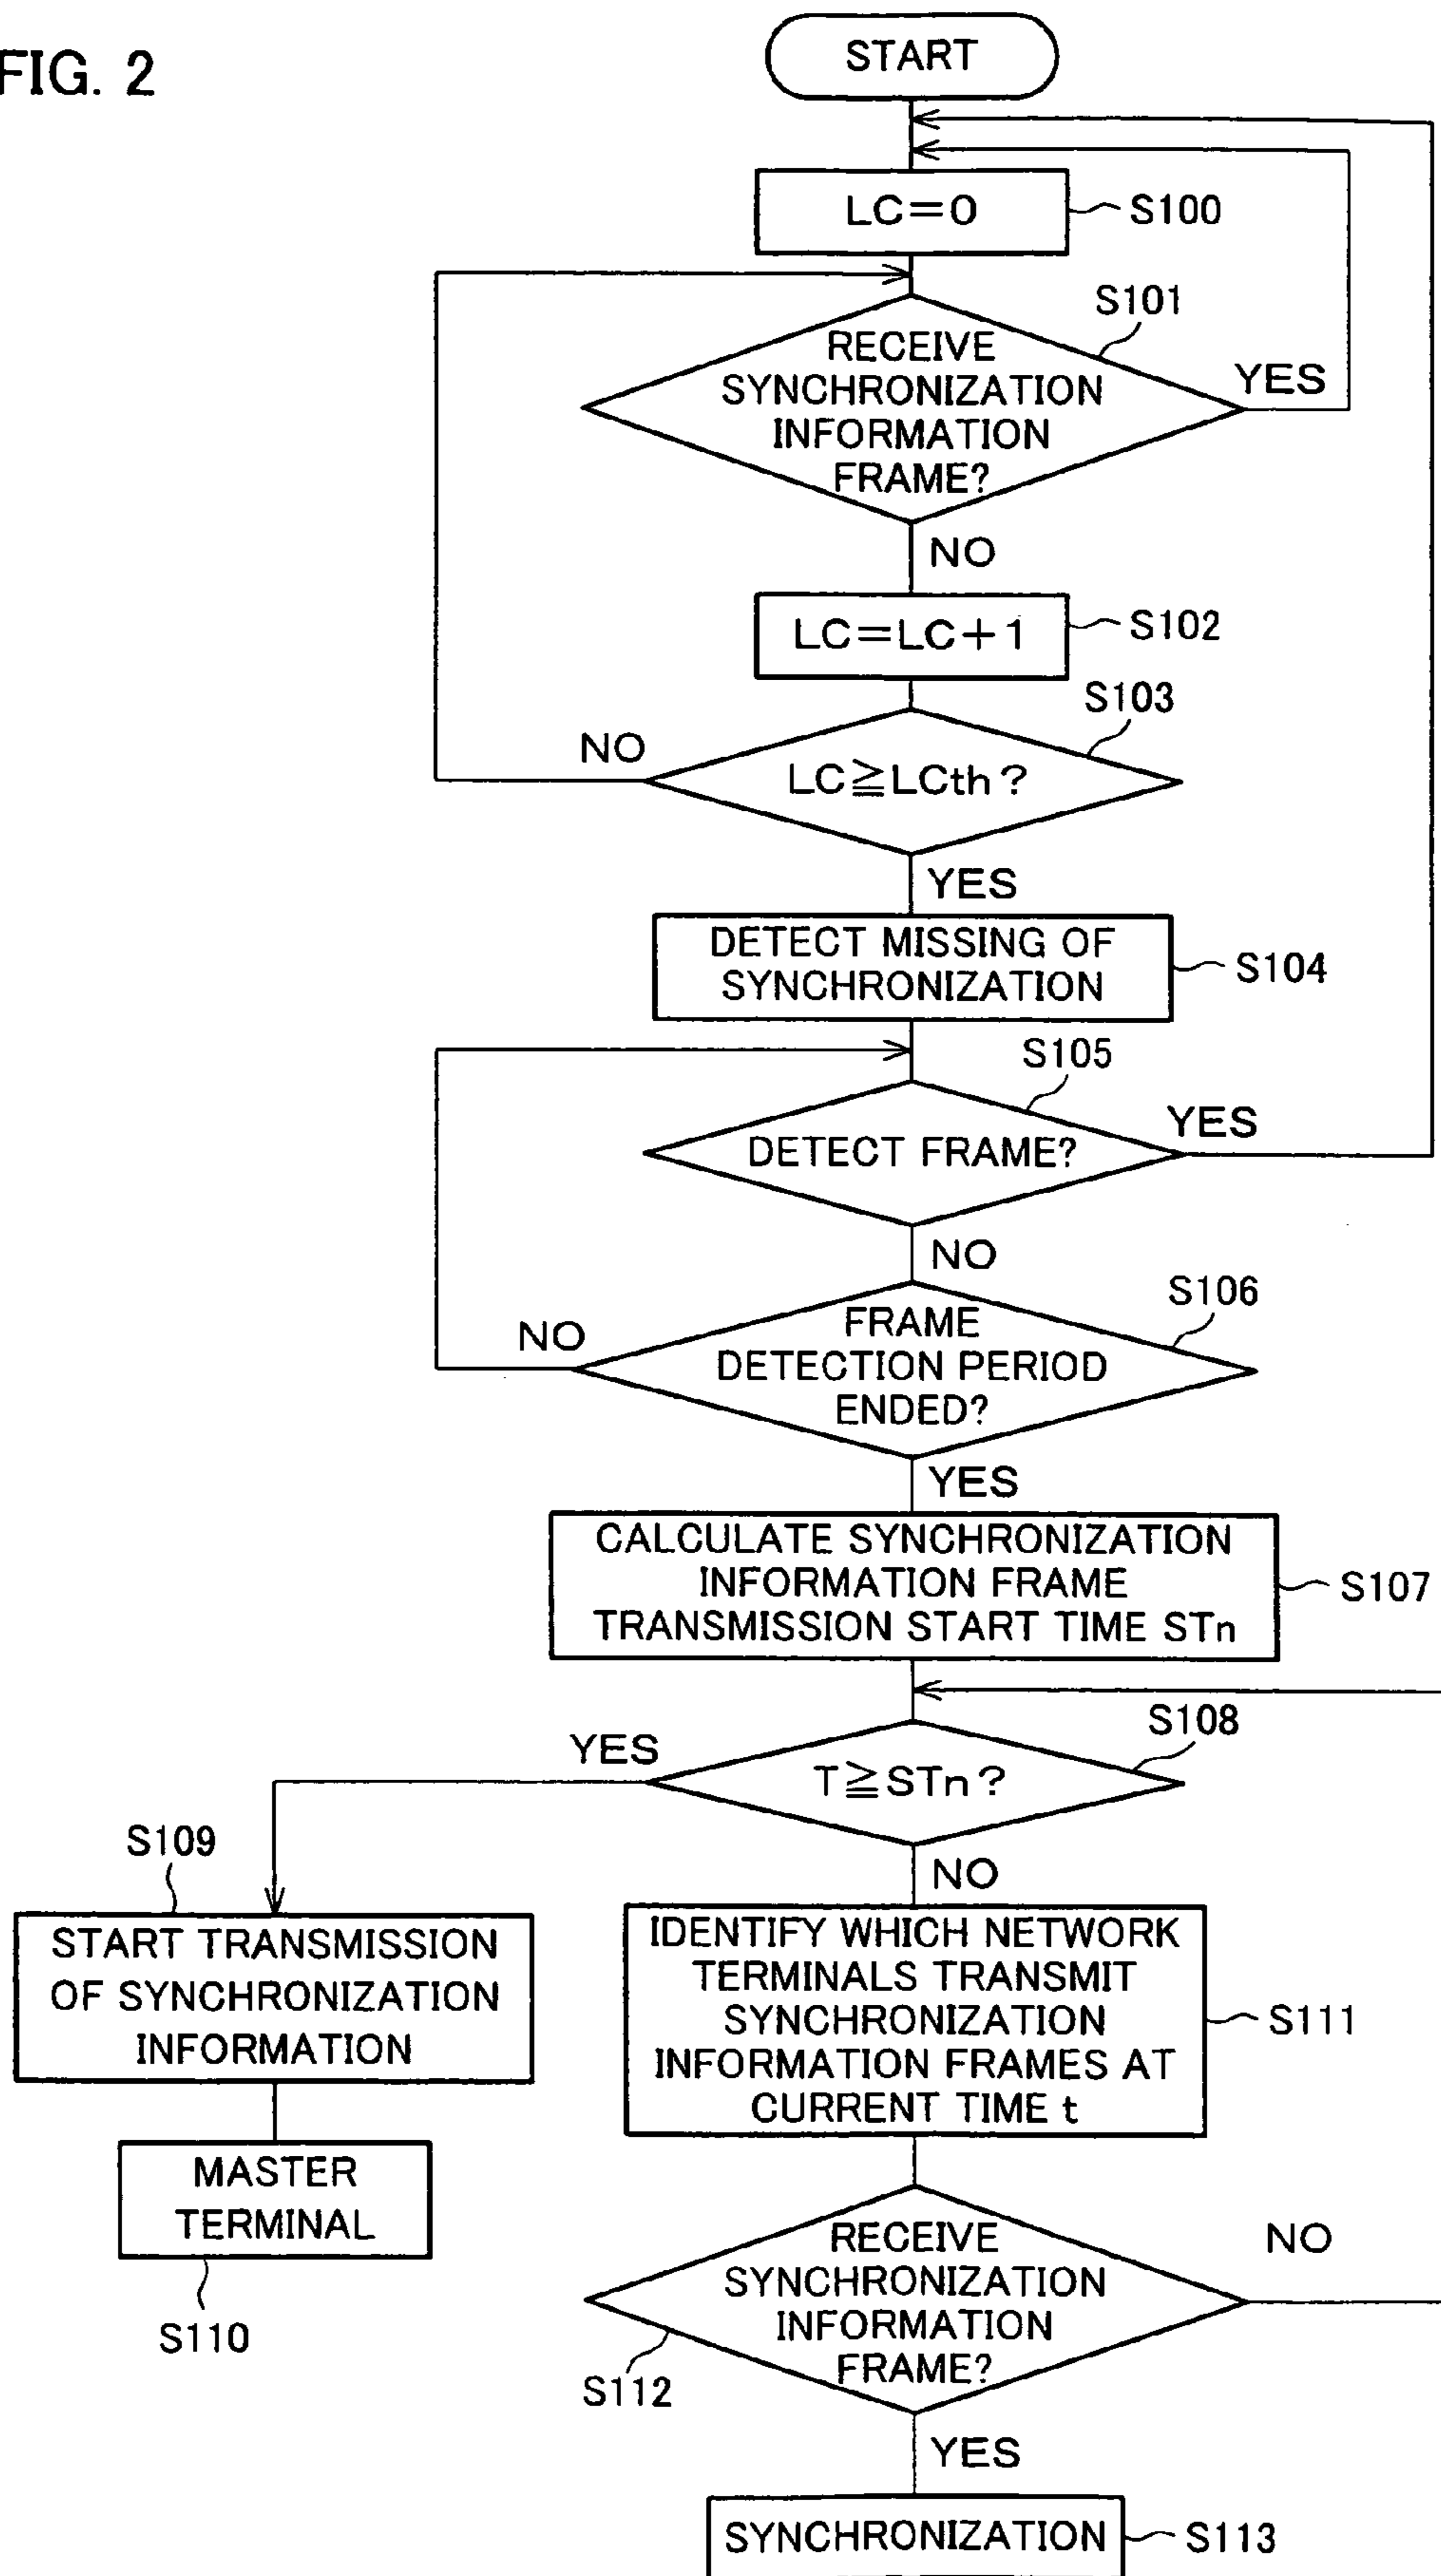 FIG. 2
START
LC=0
S100
S101
RECEIVE
SYNCHRONIZATION
INFORMATION
FRAME?
YES
NO
LC=LC+1
S102
S103
NO
LC≧LCth?
YES
DETECT MISSING OF
SYNCHRONIZATION
S104
S105
YES
DETECT FRAME?
NO
S106
NO
FRAME
DETECTION PERIOD
ENDED?
YES
CALCULATE SYNCHRONIZATION
INFORMATION FRAME
TRANSMISSION START TIME STn
S107
S108
YES
T≧STn?
NO
S109
START TRANSMISSION
OF SYNCHRONIZATION
INFORMATION
MASTER
TERMINAL
S110
IDENTIFY WHICH NETWORK
TERMINALS TRANSMIT
SYNCHRONIZATION
INFORMATION FRAMES AT
CURRENT TIME t
S111
RECEIVE
SYNCHRONIZATION
INFORMATION
FRAME?
NO
S112
YES
SYNCHRONIZATION
S113